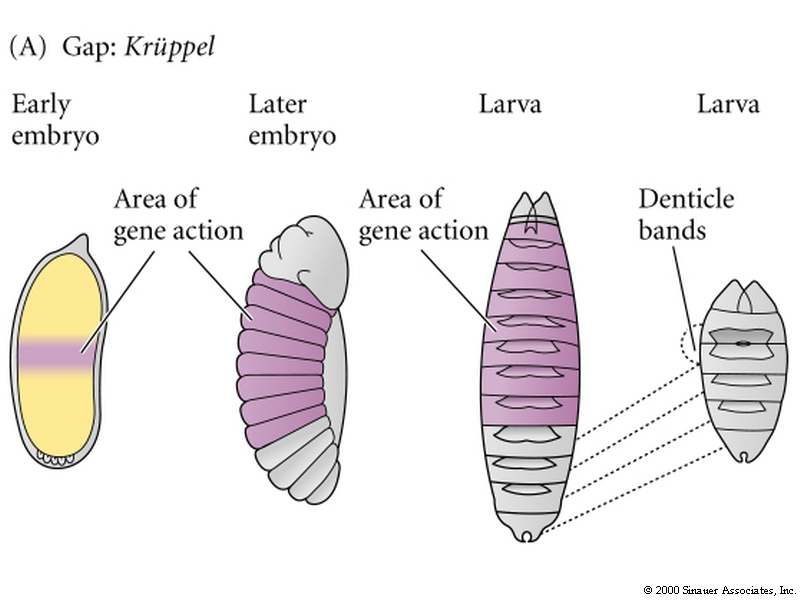 (A) Gap: Krüppel
Early
embryo
Later
embryo
Larva
Larva
Area of
gene action
Area of
gene action
Denticle
bands
© 2000 Sinauer Associates, Inc.